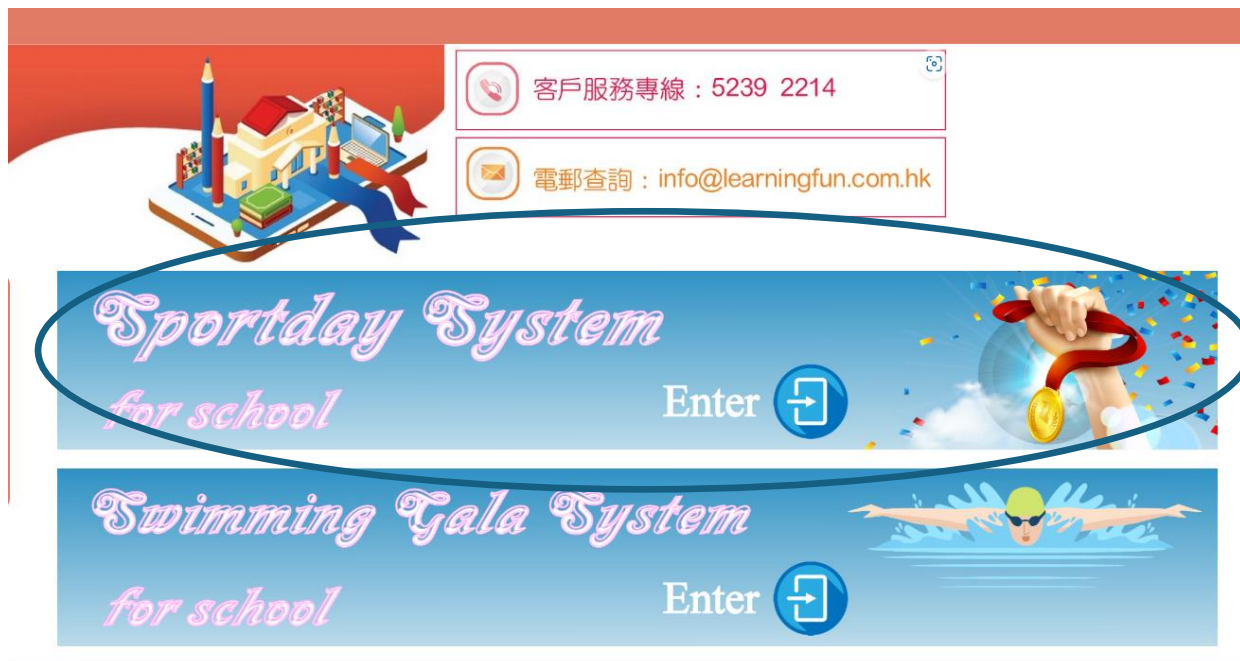 客戶服務專線：5239 2214
電郵查詢：info@learningfun.com.hk
Sportday System
for school
Enter
Swimming Gala System
for school
Enter